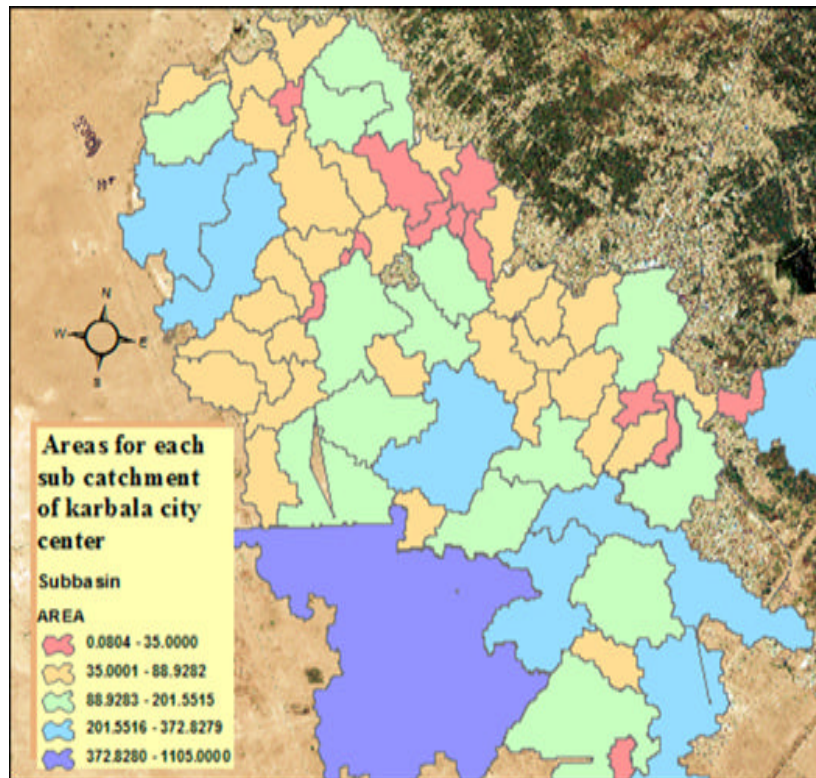 N
W E
S
Areas for each
sub catchment
of karbala city
center
Subbasin
AREA
0.0804 - 35.0000
35.0001 - 88.9282
88.9283 - 201.5515
201.5516 - 372.8279
372.8280 - 1105.0000